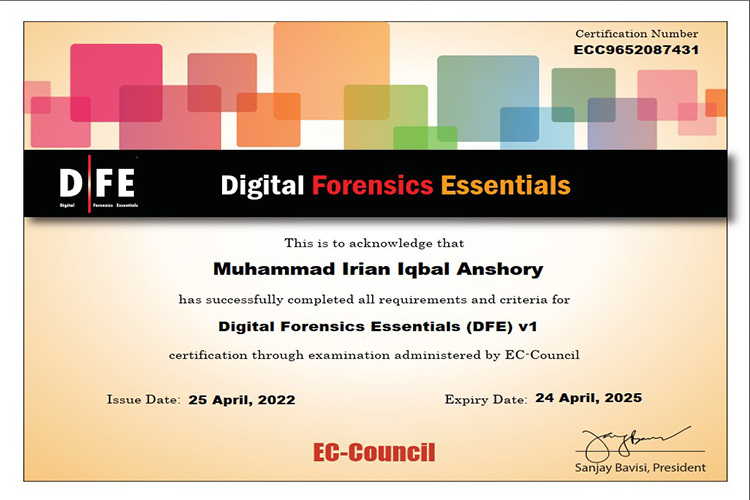 Certification Number
ECC9652087431
DFE
Digital Forensics Essentials
Digital Forensics Essentials
This is to acknowledge that
Muhammad Irian Iqbal Anshory
has successfully completed all requirements and criteria for
Digital Forensics Essentials (DFE) v1
certification through examination administered by EC-Council
Issue Date: 25 April, 2022 Expiry Date: 24 April, 2025
EC-Council
Sanjay Bavisi, President